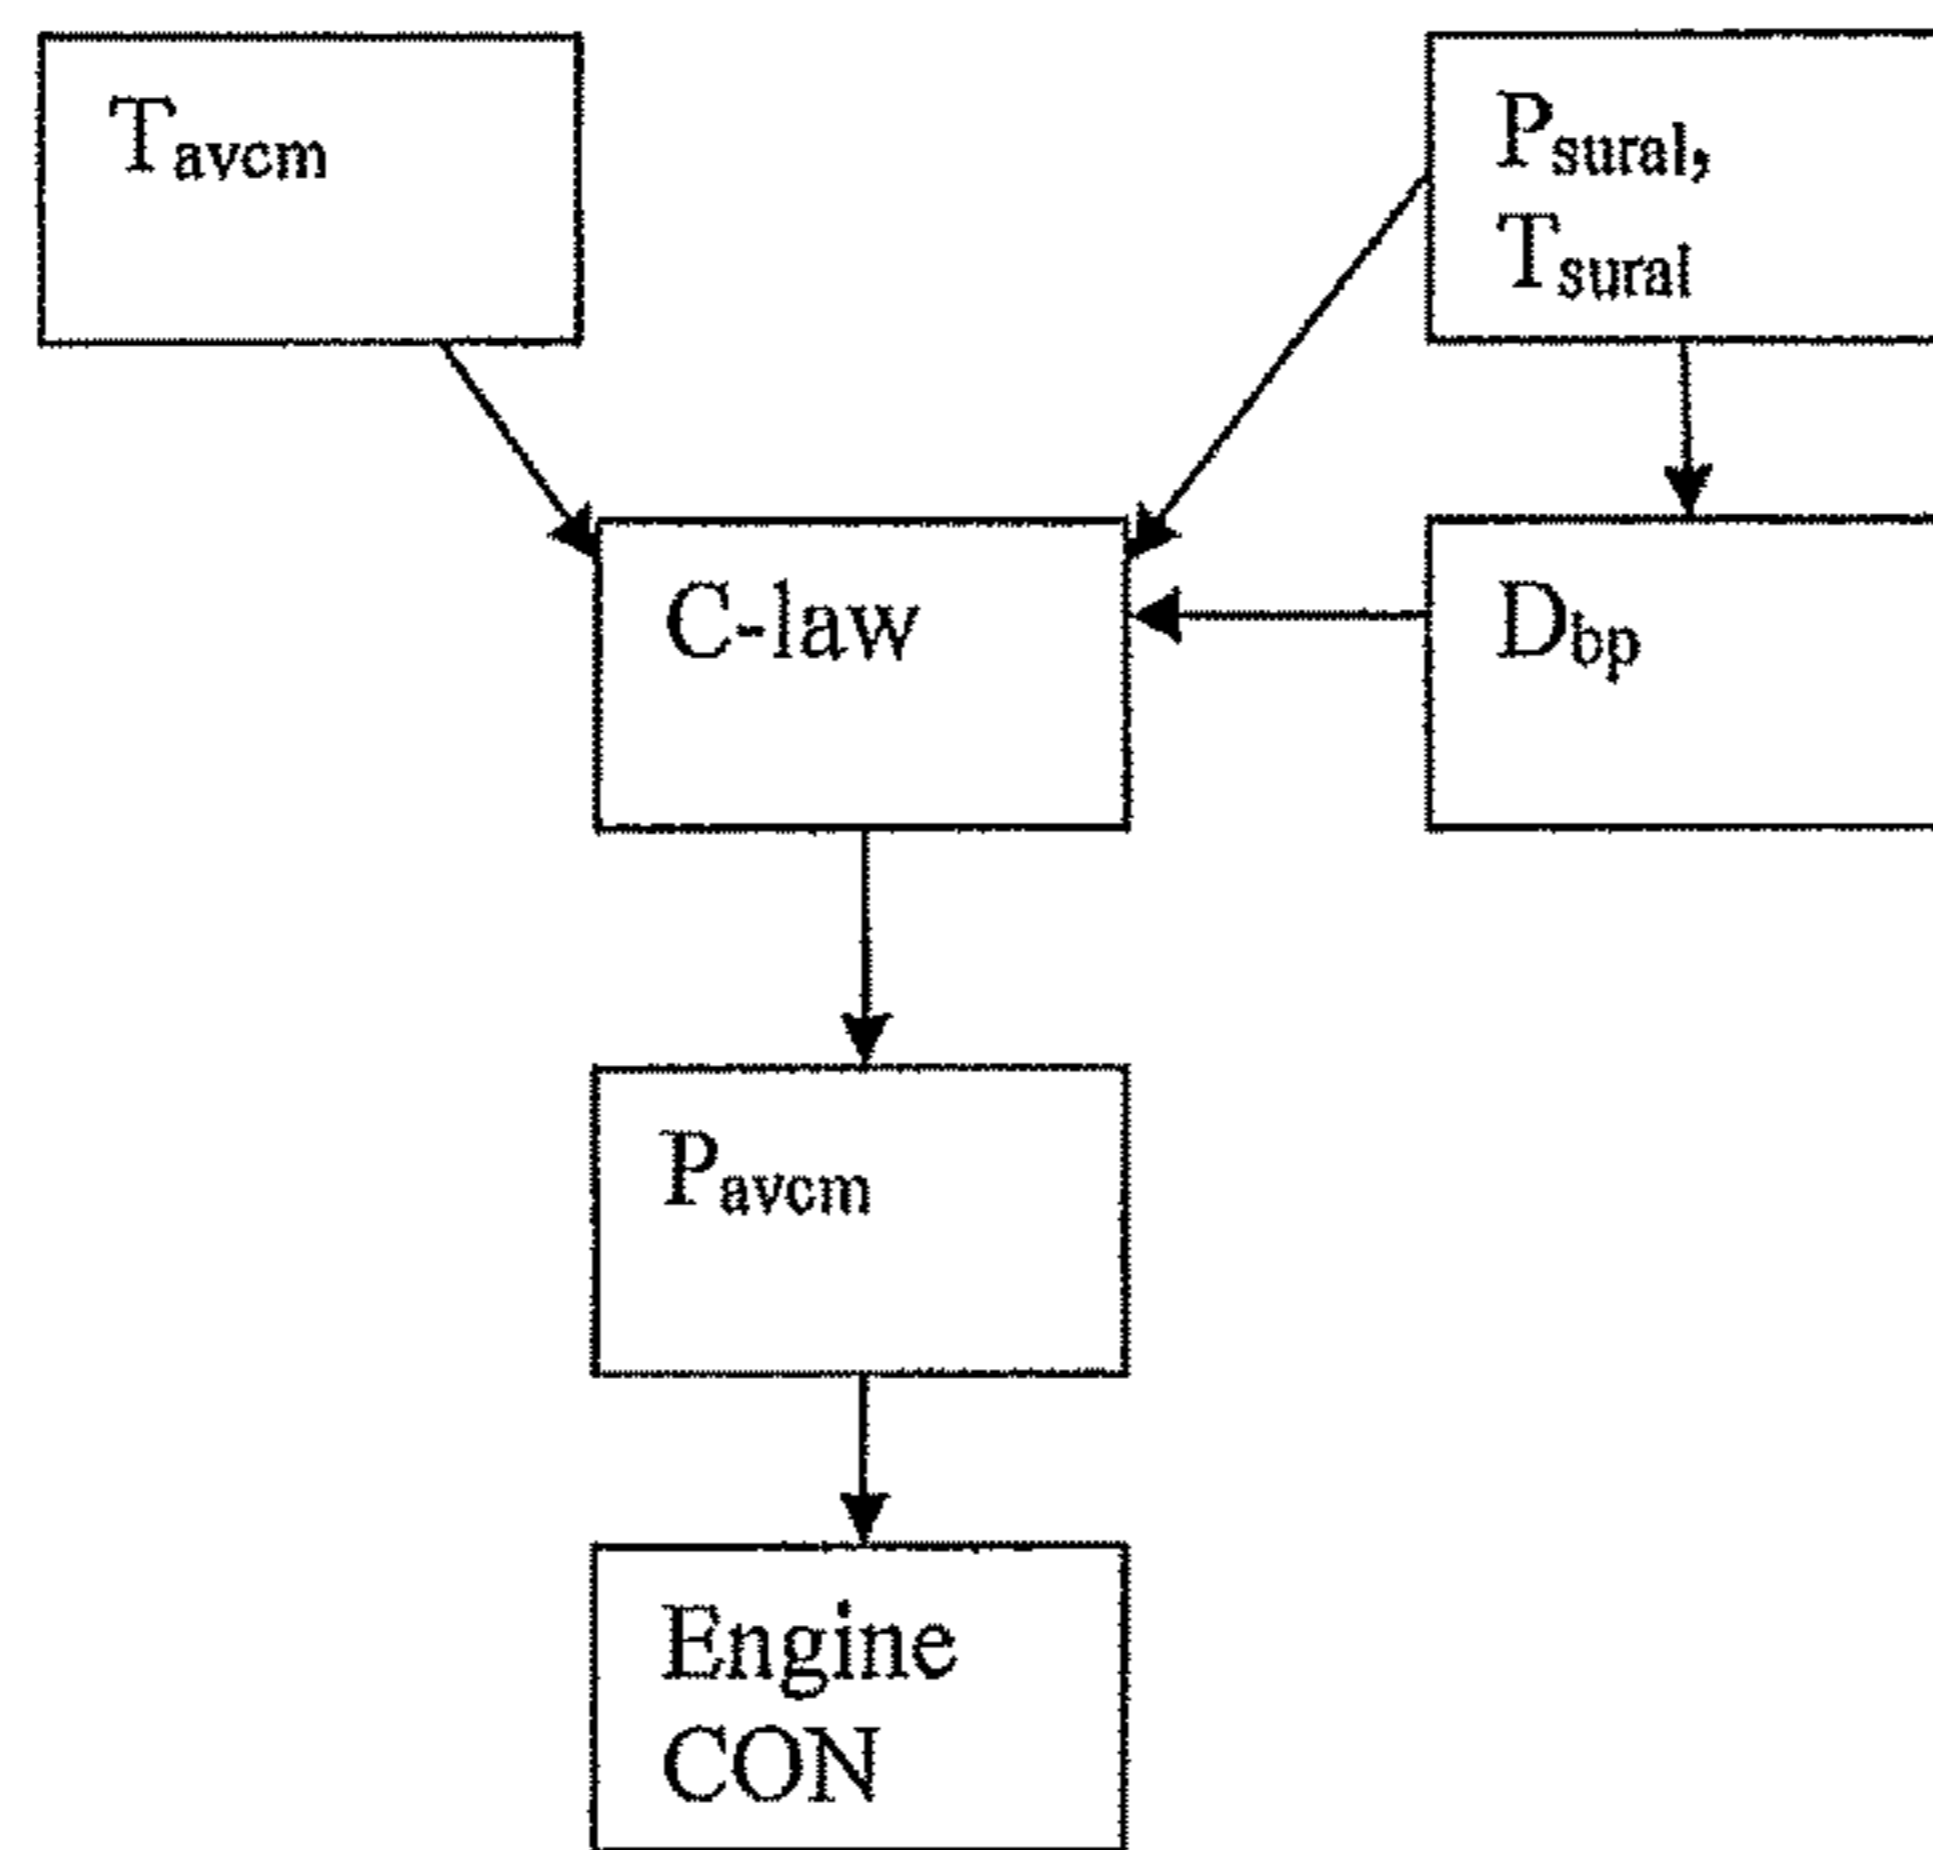 Tavcm
Psural,
Tsural
C-law
Dbp
Pavcm
Engine
CON